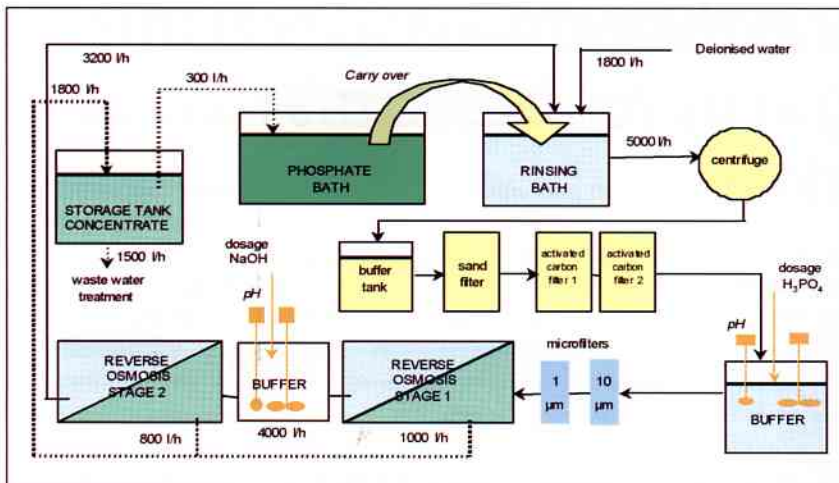 3200 l/h
1800 l/h
300 l/h
Carry over
Deionised water
1800 l/h
5000l/h
centrifuge
PHOSPHATE
BATH
RINSING
BATH
STORAGE TANK
CONCENTRATE
1500 l/h
waste water
treatment
dosage
NaOH
pH
buffer
tank
sand
filter
activated
carbon
filter 1
activated
carbon
filter 2
dosage
H3PO4
pH
microfilters
REVERSE
OSMOSIS
STAGE 2
BUFFER
REVERSE
OSMOSIS
STAGE 1
1
µm
10
µm
BUFFER
800 l/h
4000 l/h
1000 l/h